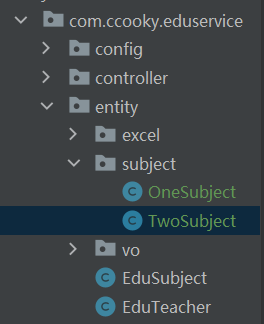 com.ccooky.eduservice
config
controller
entity
excel
subject
OneSubject
TwoSubject
vo
EduSubject
EduTeacher